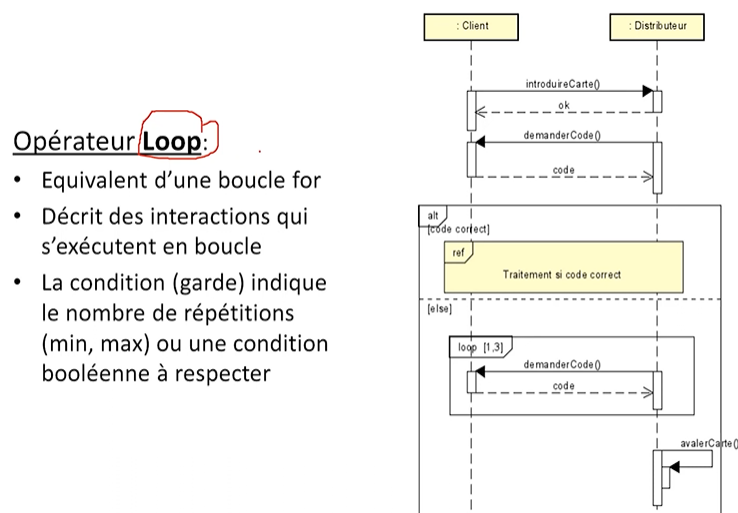 Opérateur Loop:
• Equivalent d'une boucle for
• Décrit des interactions qui
s'exécutent en boucle
• La condition (garde) indique
le nombre de répétitions
(min, max) ou une condition
booléenne à respecter
: Client
: Distributeur
introduireCarte()
ok
demanderCode()
code
alt
[code correct]
ref
Traitement si code correct
[else]
loop [1,3]
demanderCode()
code
avalerCarte()